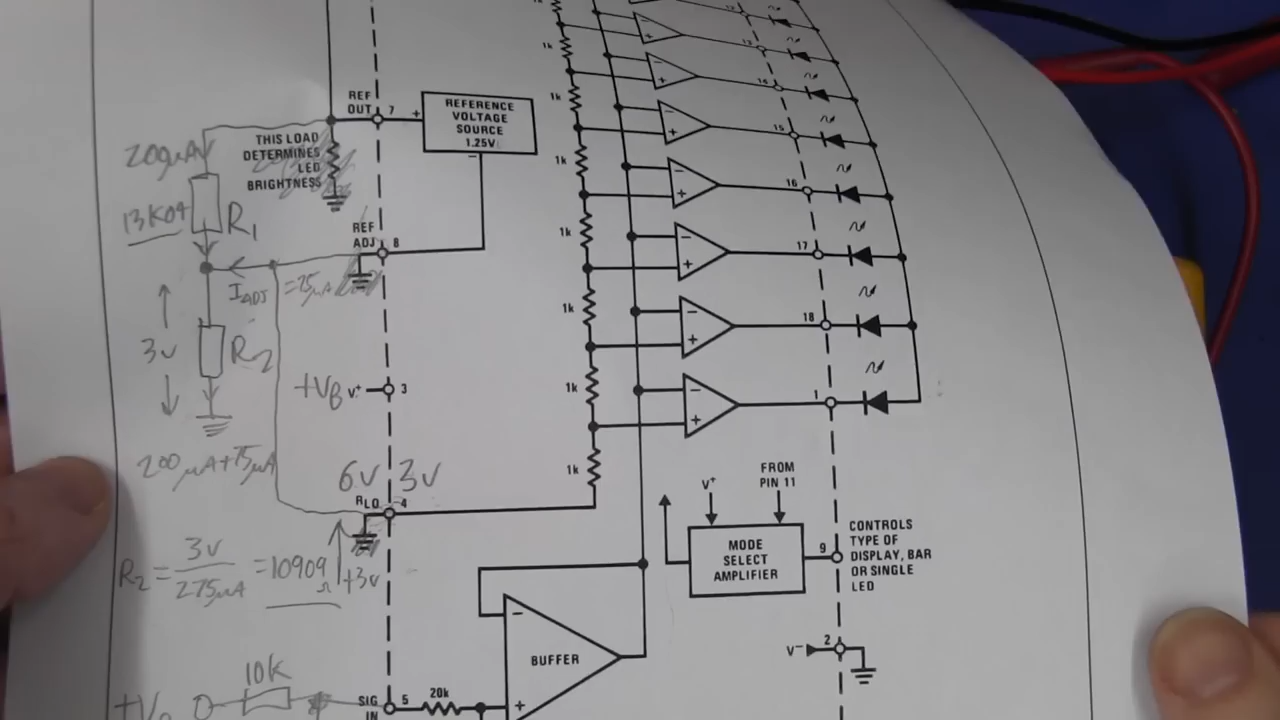 1k
1k
1k
1k
1k
1k
1k
1k
13
14
15
16
17
18
1
REF
OUT
7
+
REFERENCE
VOLTAGE
SOURCE
1.25V
−
THIS LOAD
DETERMINES
LED
BRIGHTNESS
200µA
13K04
R1
REF
ADJ
8
IADJ = 75µA
3v
R2
+VB
V+
3
200µA+75µA
6V 3V
RLO
4
R2 = 3v / 275µA = 10909 Ω
+3v
V+
FROM
PIN 11
MODE
SELECT
AMPLIFIER
9
CONTROLS
TYPE OF
DISPLAY, BAR
OR SINGLE
LED
V−
2
BUFFER
−
+
10K
SIG
IN
5
20k